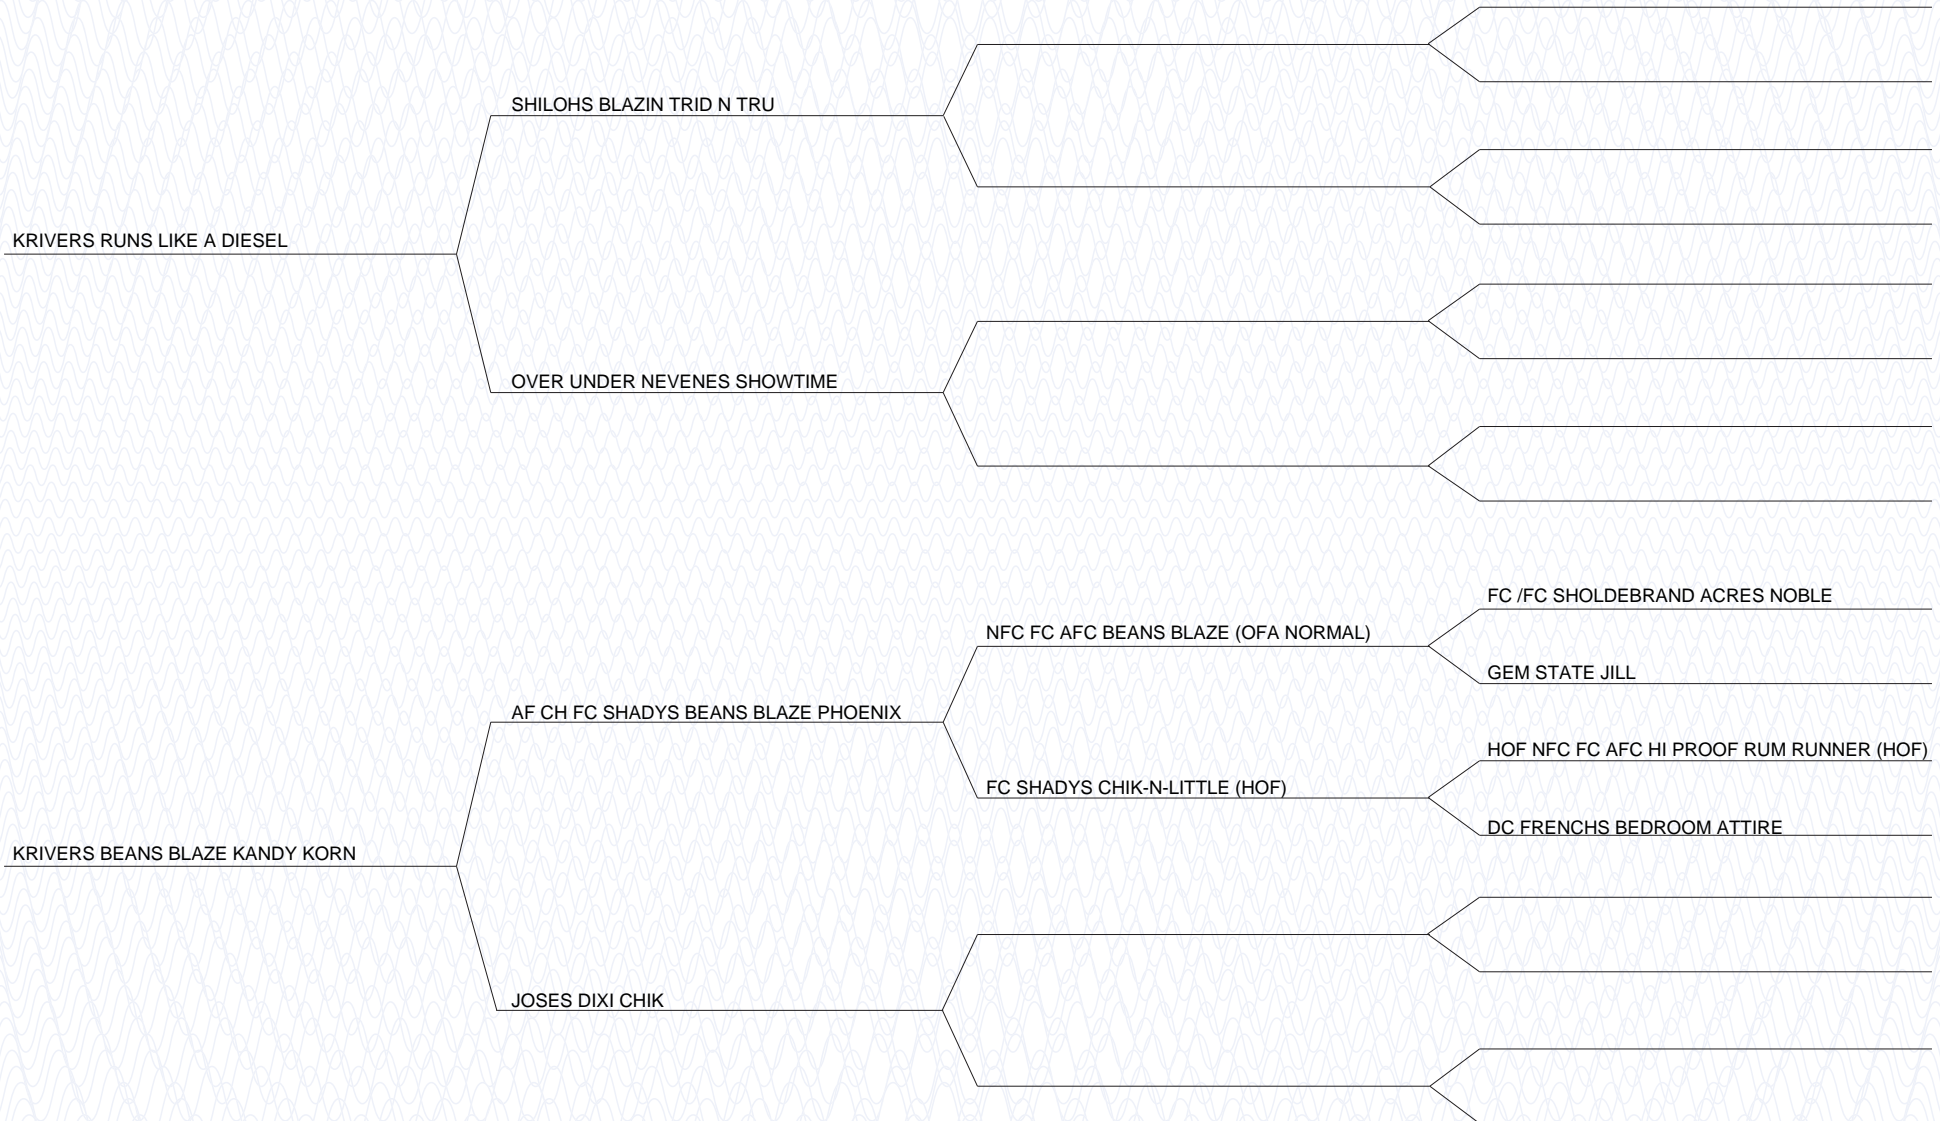 SHILOHS BLAZIN TRID N TRU
KRIVERS RUNS LIKE A DIESEL
OVER UNDER NEVENES SHOWTIME
FC /FC SHOLDEBRAND ACRES NOBLE
NFC FC AFC BEANS BLAZE (OFA NORMAL)
GEM STATE JILL
AF CH FC SHADYS BEANS BLAZE PHOENIX
HOF NFC FC AFC HI PROOF RUM RUNNER (HOF)
FC SHADYS CHIK-N-LITTLE (HOF)
DC FRENCHS BEDROOM ATTIRE
KRIVERS BEANS BLAZE KANDY KORN
JOSES DIXI CHIK